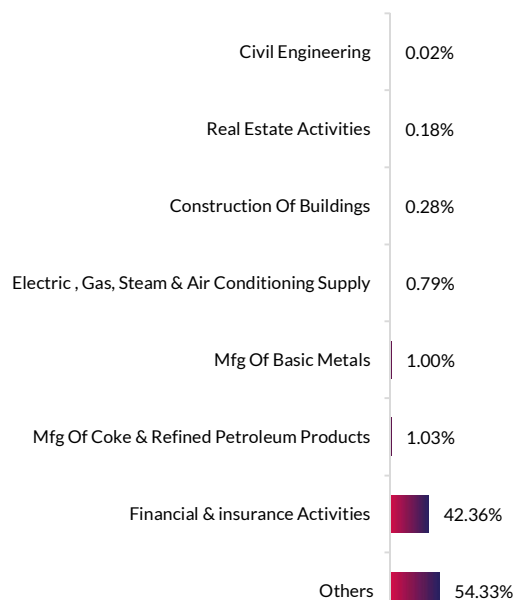 Civil Engineering 0.02%
Real Estate Activities 0.18%
Construction Of Buildings 0.28%
Electric , Gas, Steam & Air Conditioning Supply 0.79%
Mfg Of Basic Metals 1.00%
Mfg Of Coke & Refined Petroleum Products 1.03%
Financial & insurance Activities 42.36%
Others 54.33%